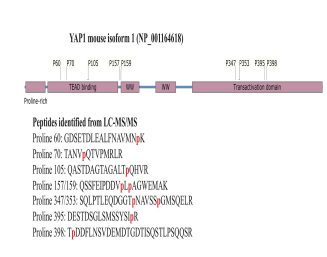 YAP1 mouse isoform 1 (NP_001164618)
P60 P70 P105 P157 P159 P347 P353 P395 P398
TEAD binding WW WW Transactivation domain
Proline-rich
Peptides identified from LC-MS/MS
Proline 60: GDSETDLEALFNAVMNpK
Proline 70: TANVpQTVPMRLR
Proline 105: QASTDAGTAGALTpQHVR
Proline 157/159: QSSFEIPDDVpLpAGWEMAK
Proline 347/353: SQLPTLEQDGGTpNAVSSpGMSQELR
Proline 395: DESTDSGLSMSSYSIpR
Proline 398: TpDDFLNSVDEMDTGDTISQSTLPSQQSR